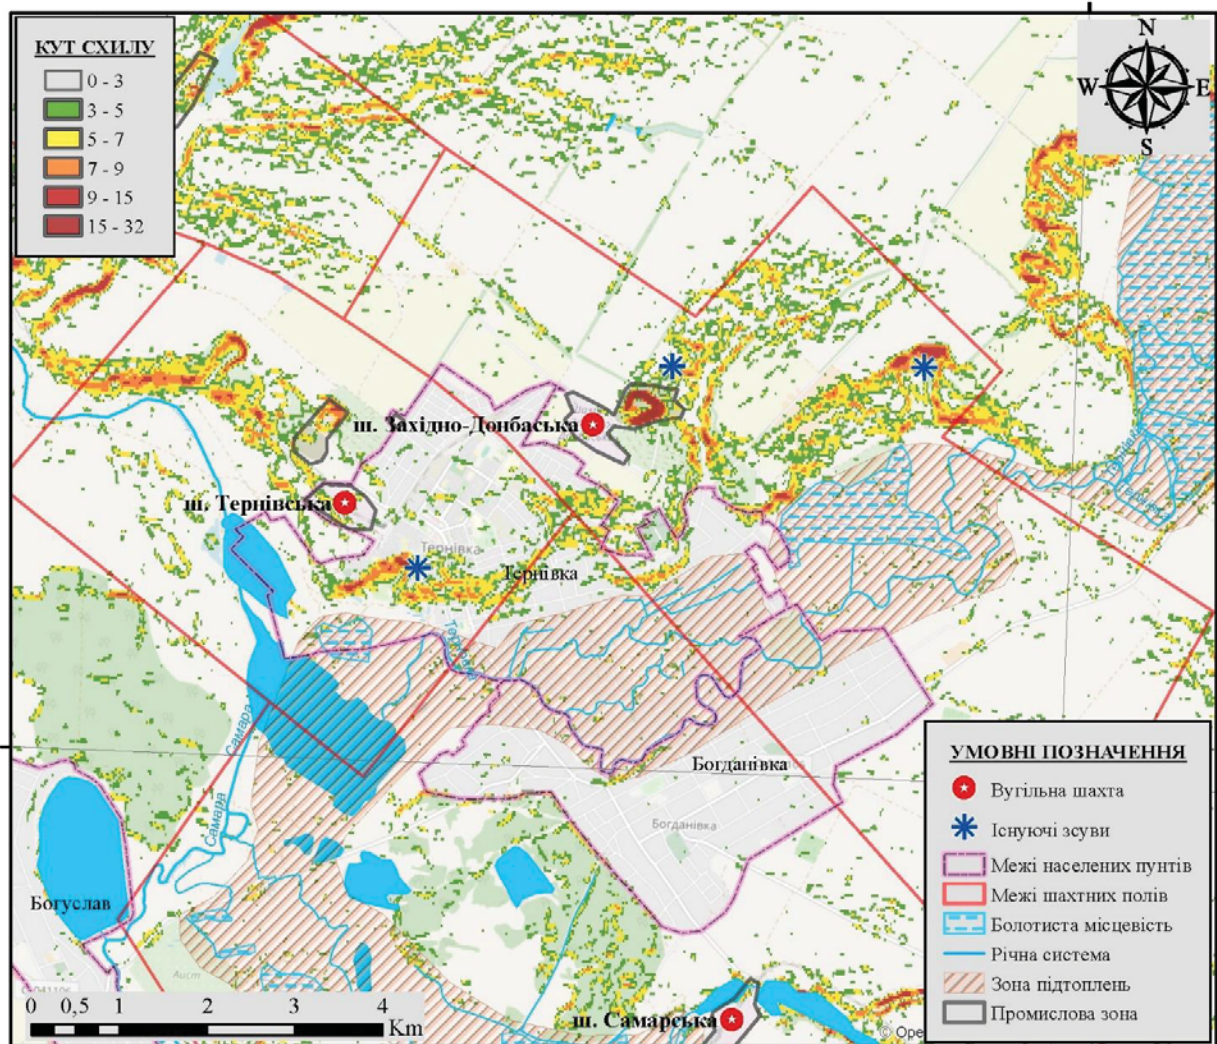 КУТ СХИЛУ
0 - 3
3 - 5
5 - 7
7 - 9
9 - 15
15 - 32
N
W
E
S
ш. Західно-Донбаська
ш. Тернівська
Тернівка
Тернівка
Самара
Самара
Богданівка
Богданівка
Богуслав
ш. Самарська
УМОВНІ ПОЗНАЧЕННЯ
Вугільна шахта
Існуючі зсуви
Межі населених пунтів
Межі шахтних полів
Болотиста місцевість
Річна система
Зона підтоплень
Промислова зона
0 0,5 1 2 3 4
Km
© Ope